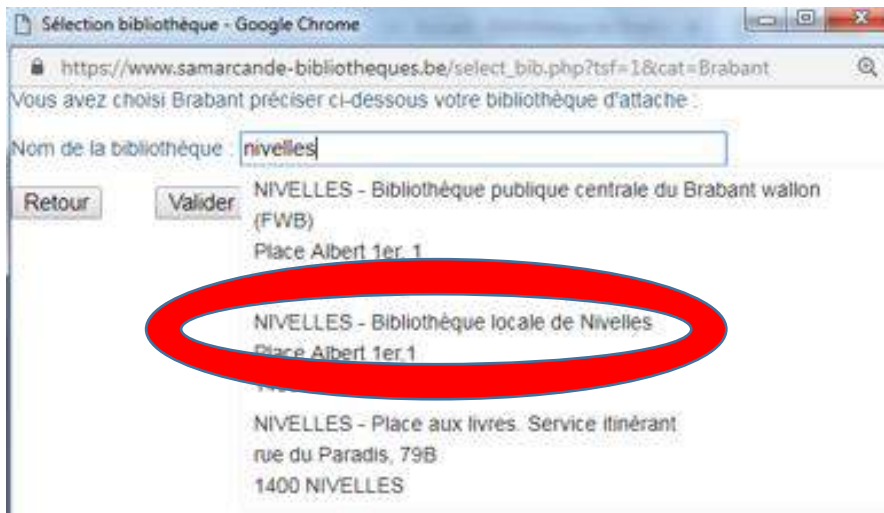 Sélection bibliothèque - Google Chrome
https://www.samarcande-bibliotheques.be/select_bib.php?tsf=1&cat=Brabant
Vous avez choisi Brabant préciser ci-dessous votre bibliothèque d'attache :
Nom de la bibliothèque : nivelles
Retour Valider
NIVELLES - Bibliothèque publique centrale du Brabant wallon
(FWB)
Place Albert 1er, 1
NIVELLES - Bibliothèque locale de Nivelles
Place Albert 1er,1
NIVELLES - Place aux livres. Service itinérant
rue du Paradis, 79B
1400 NIVELLES